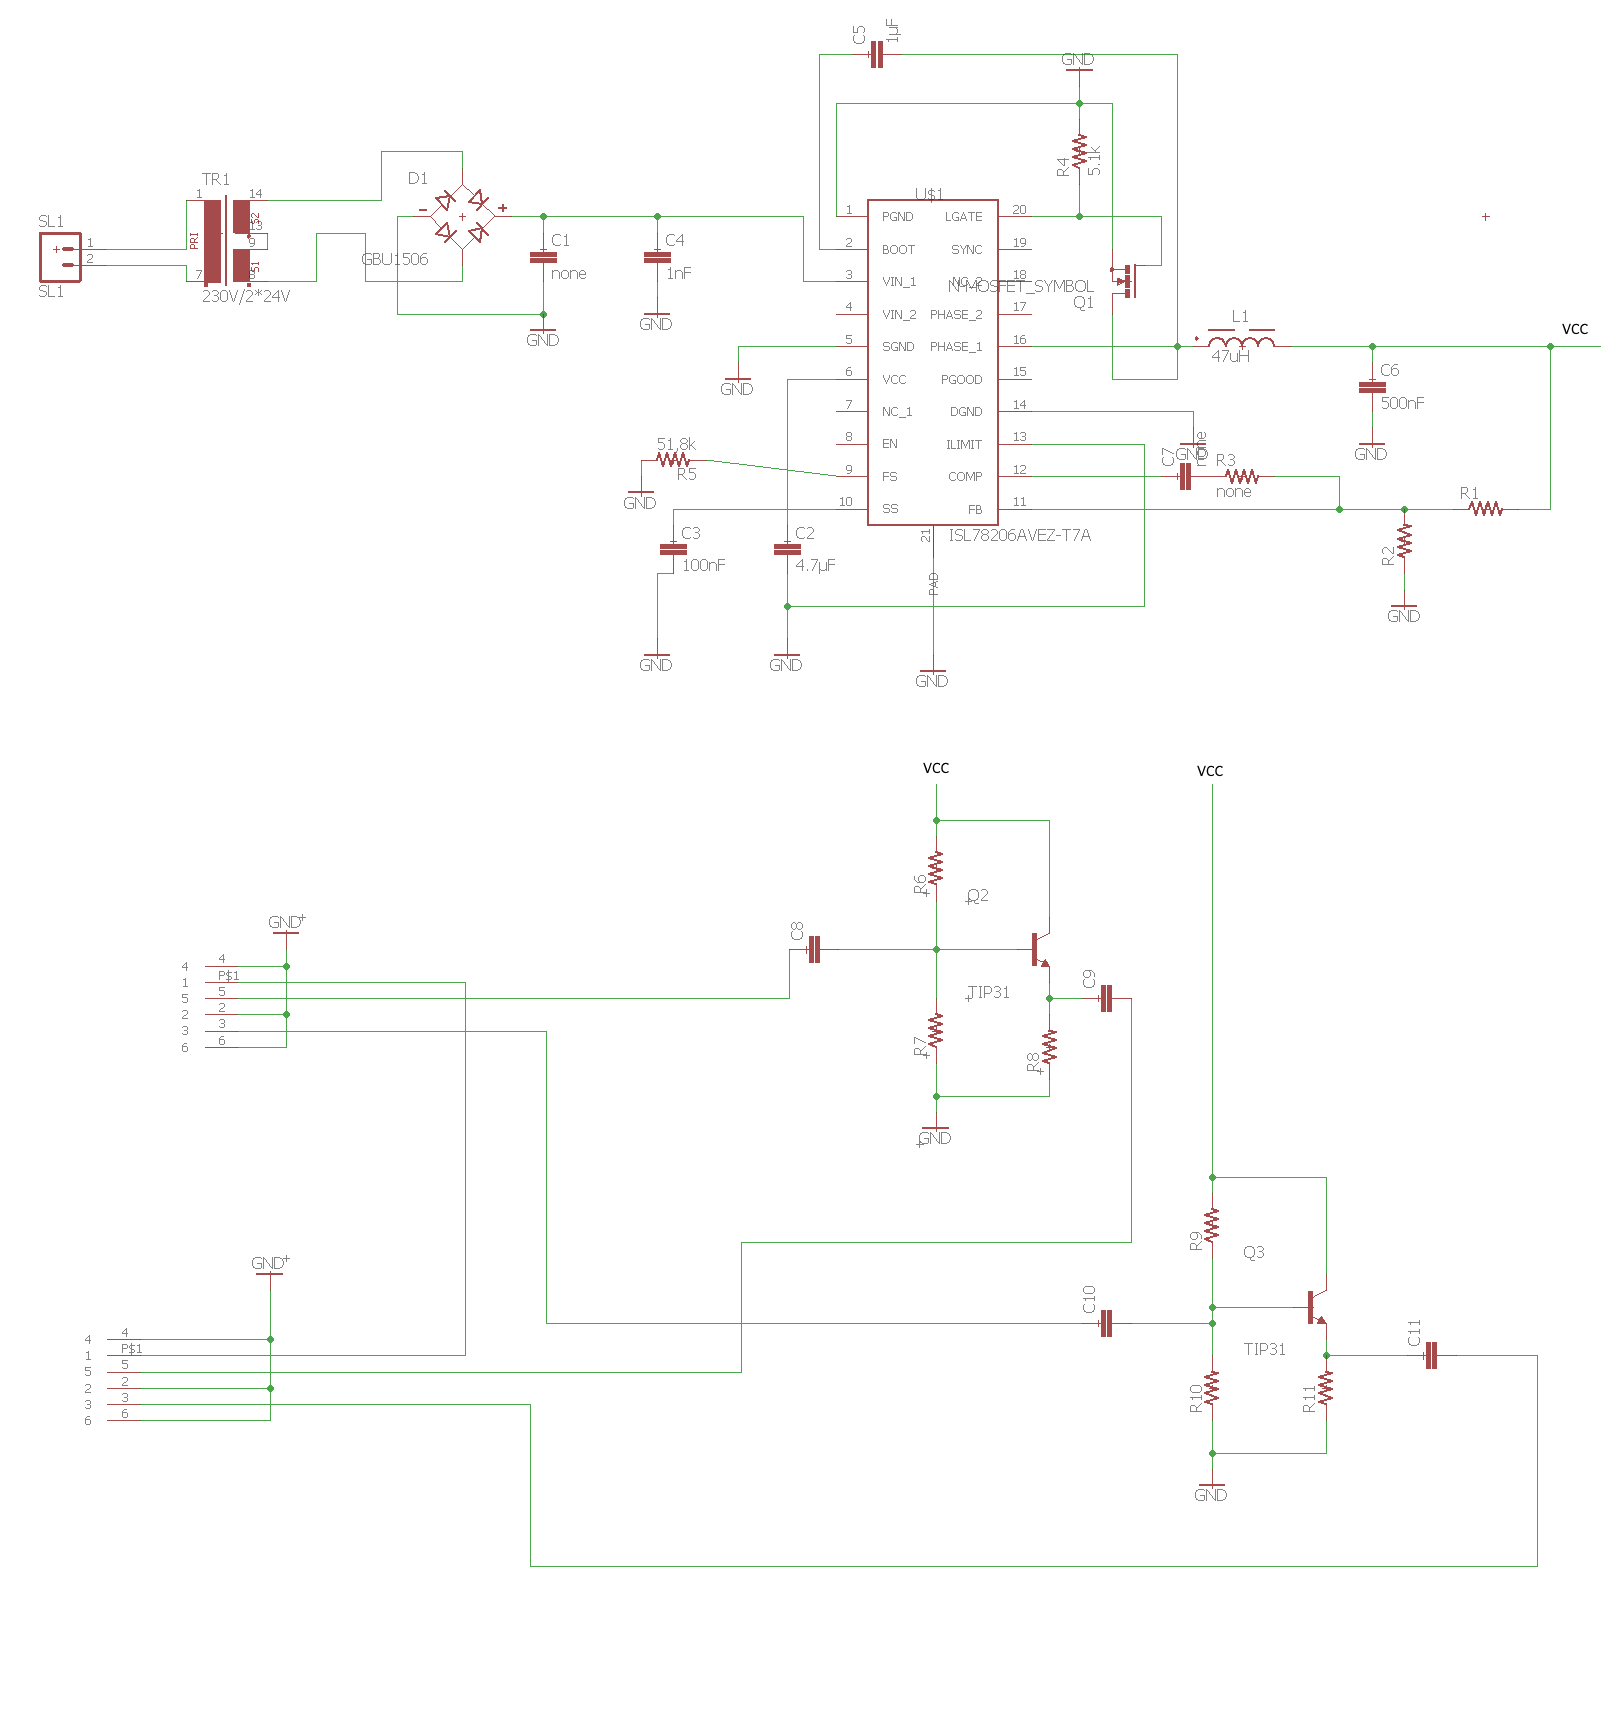 C5
1µF
GND
R4
5.1k
TR1
1
14
S2
13
9
S1
8
PRI
7
230V/2*24V
SL1
1
2
SL1
D1
-
+
GBU1506
C1
none
GND
C4
1nF
GND
U$1
1
PGND
LGATE
20
2
BOOT
SYNC
19
3
VIN_1
NC_2
18
4
VIN_2
PHASE_2
17
5
SGND
PHASE_1
16
6
VCC
PGOOD
15
7
NC_1
DGND
14
8
EN
ILIMIT
13
9
FS
COMP
12
10
SS
FB
11
21
PAD
ISL78206AVEZ-T7A
N-MOSFET_SYMBOL
Q1
L1
47uH
VCC
C6
500nF
GND
GND
GND
C7
none
R3
none
R1
R2
GND
51,8k
R5
GND
C3
100nF
C2
4.7µF
GND
GND
GND
VCC
VCC
R6
Q2
C8
TIP31
C9
R7
R8
GND
GND
4
4
1
P$1
5
5
2
2
3
3
6
6
GND
4
4
1
P$1
5
5
2
2
3
3
6
6
R9
Q3
C10
TIP31
C11
R10
R11
GND